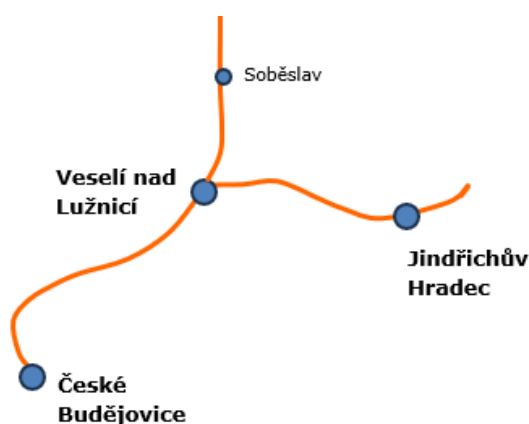 Soběslav
Veselí nad
Lužnicí
Jindřichův
Hradec
České
Budějovice